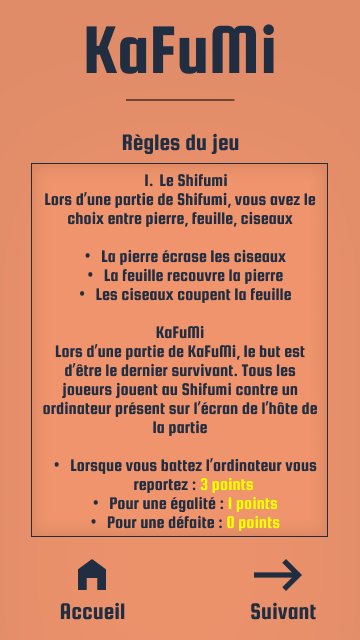 KaFuMi
Règles du jeu
I. Le Shifumi
Lors d'une partie de Shifumi, vous avez le
choix entre pierre, feuille, ciseaux
• La pierre écrase les ciseaux
• La feuille recouvre la pierre
• Les ciseaux coupent la feuille
KaFuMi
Lors d'une partie de KaFuMi, le but est
d'être le dernier survivant. Tous les
joueurs jouent au Shifumi contre un
ordinateur présent sur l'écran de l'hôte de
la partie
• Lorsque vous battez l'ordinateur vous
reportez : 3 points
• Pour une égalité : 1 points
• Pour une défaite : 0 points
Accueil
Suivant